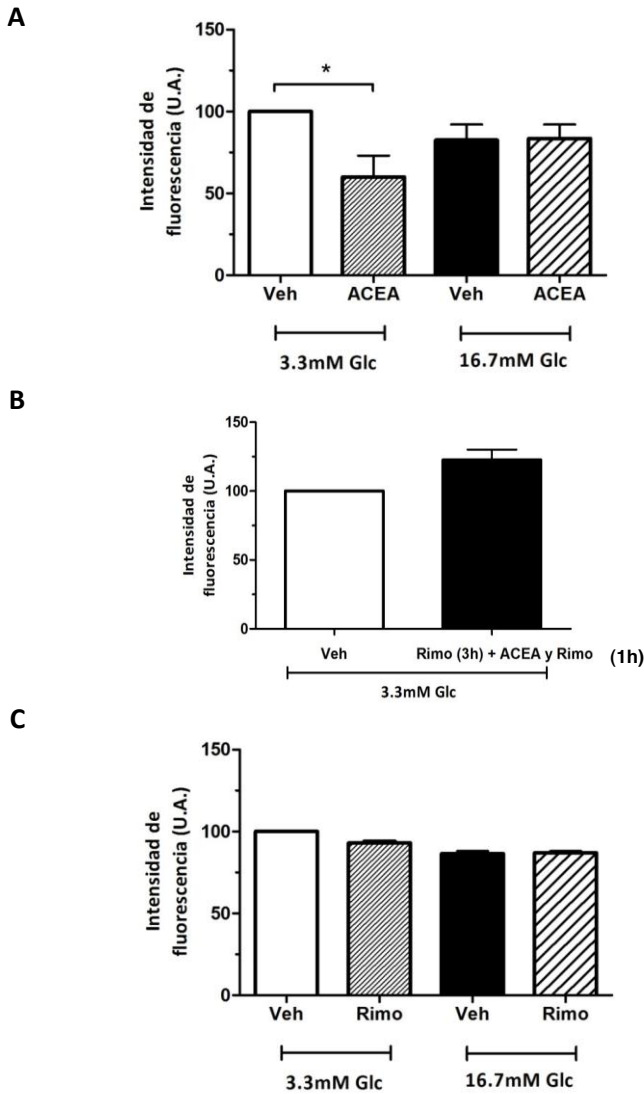 A
Intensidad de
fluorescencia (U.A.)
150
100
50
0
*
Veh ACEA Veh ACEA
3.3mM Glc 16.7mM Glc
B
Intensidad de
fluorescencia (U.A.)
150
100
50
0
Veh Rimo (3h) + ACEA y Rimo (1h)
3.3mM Glc
C
Intensidad de
fluorescencia (U.A.)
150
100
50
0
Veh Rimo Veh Rimo
3.3mM Glc 16.7mM Glc